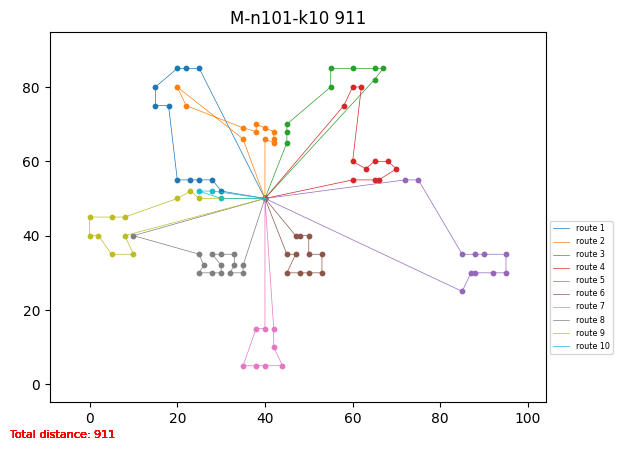 M-n101-k10 911
80
60
40
20
0
0 20 40 60 80 100
route 1
route 2
route 3
route 4
route 5
route 6
route 7
route 8
route 9
route 10
Total distance: 911